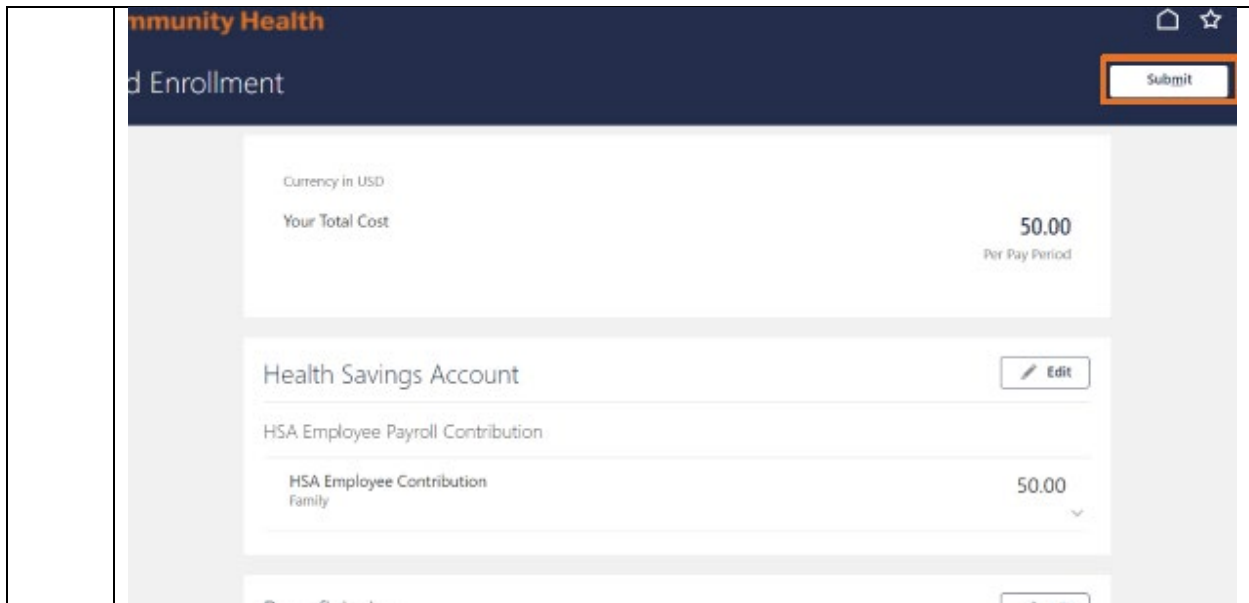 mmunity Health
d Enrollment
Submit
Currency in USD
Your Total Cost
50.00
Per Pay Period
Health Savings Account
Edit
HSA Employee Payroll Contribution
HSA Employee Contribution
50.00
Family